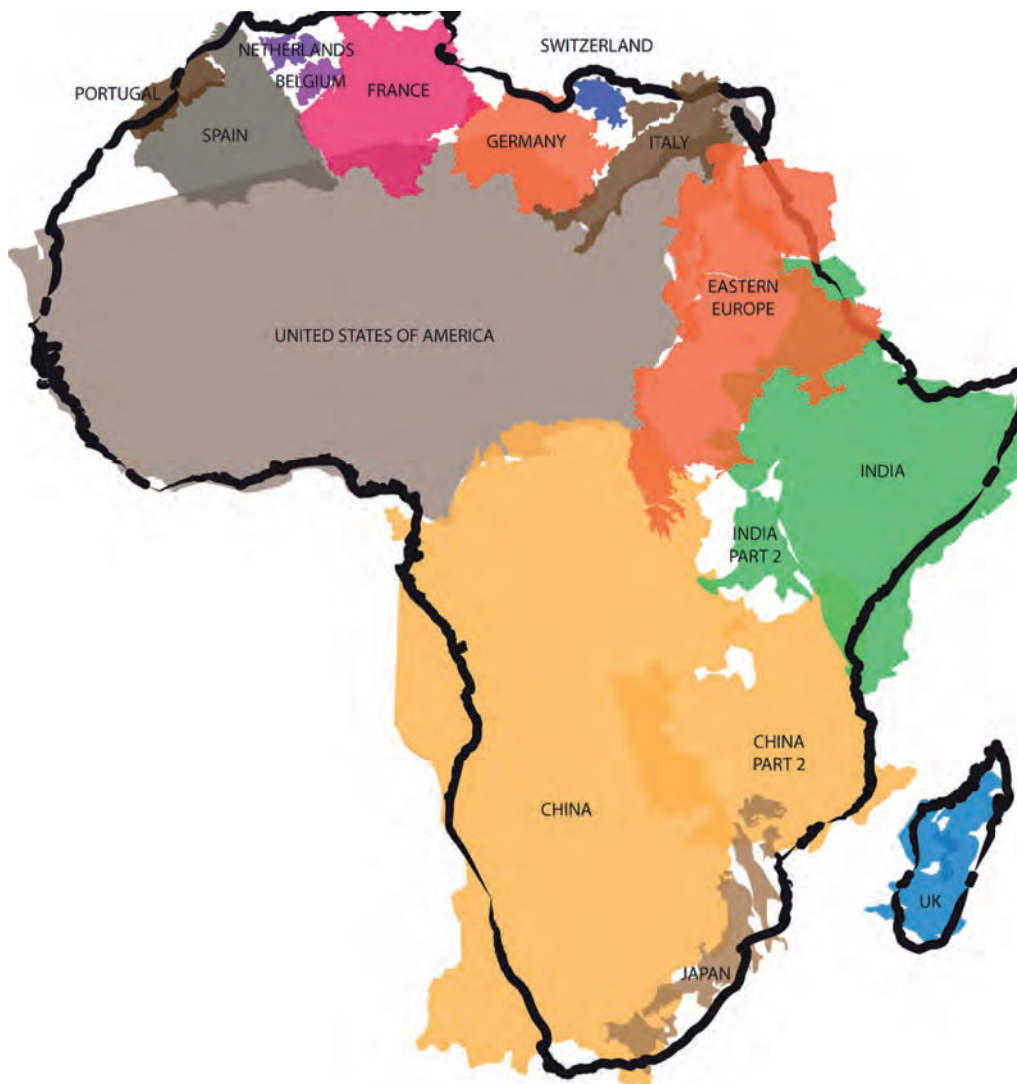 SWITZERLAND
NETHERLANDS
BELGIUM
PORTUGAL
FRANCE
SPAIN
GERMANY
ITALY
EASTERN
EUROPE
UNITED STATES OF AMERICA
INDIA
INDIA
PART 2
CHINA
PART 2
CHINA
UK
JAPAN